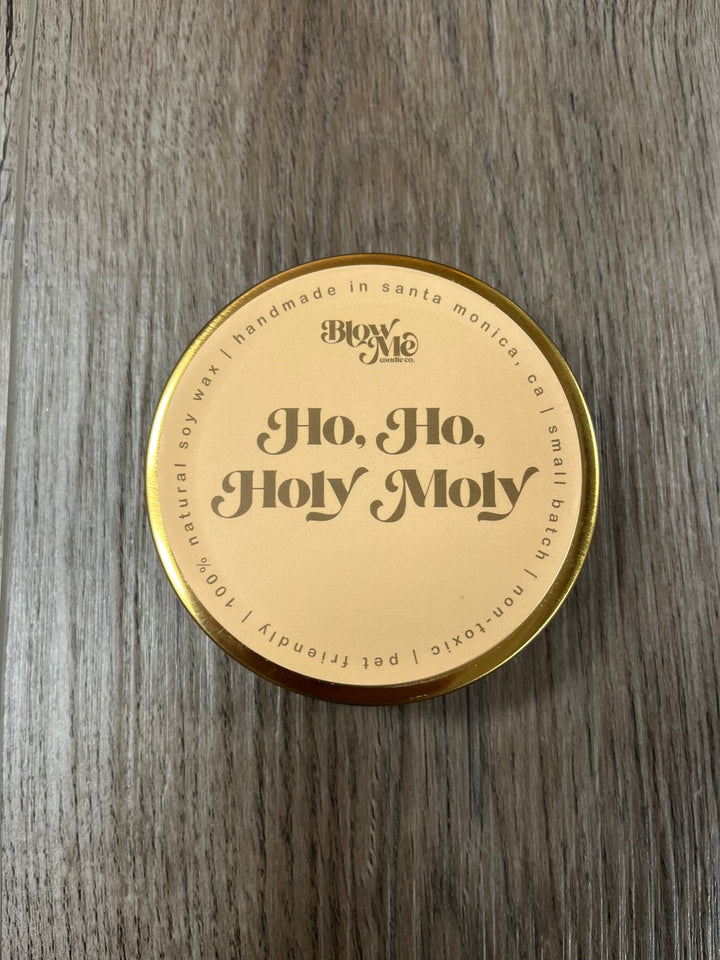 Blow
Me
candle co.
Ho, Ho,
Holy Moly
100% natural soy wax | handmade in santa monica, ca | small batch | non-toxic | pet friendly |